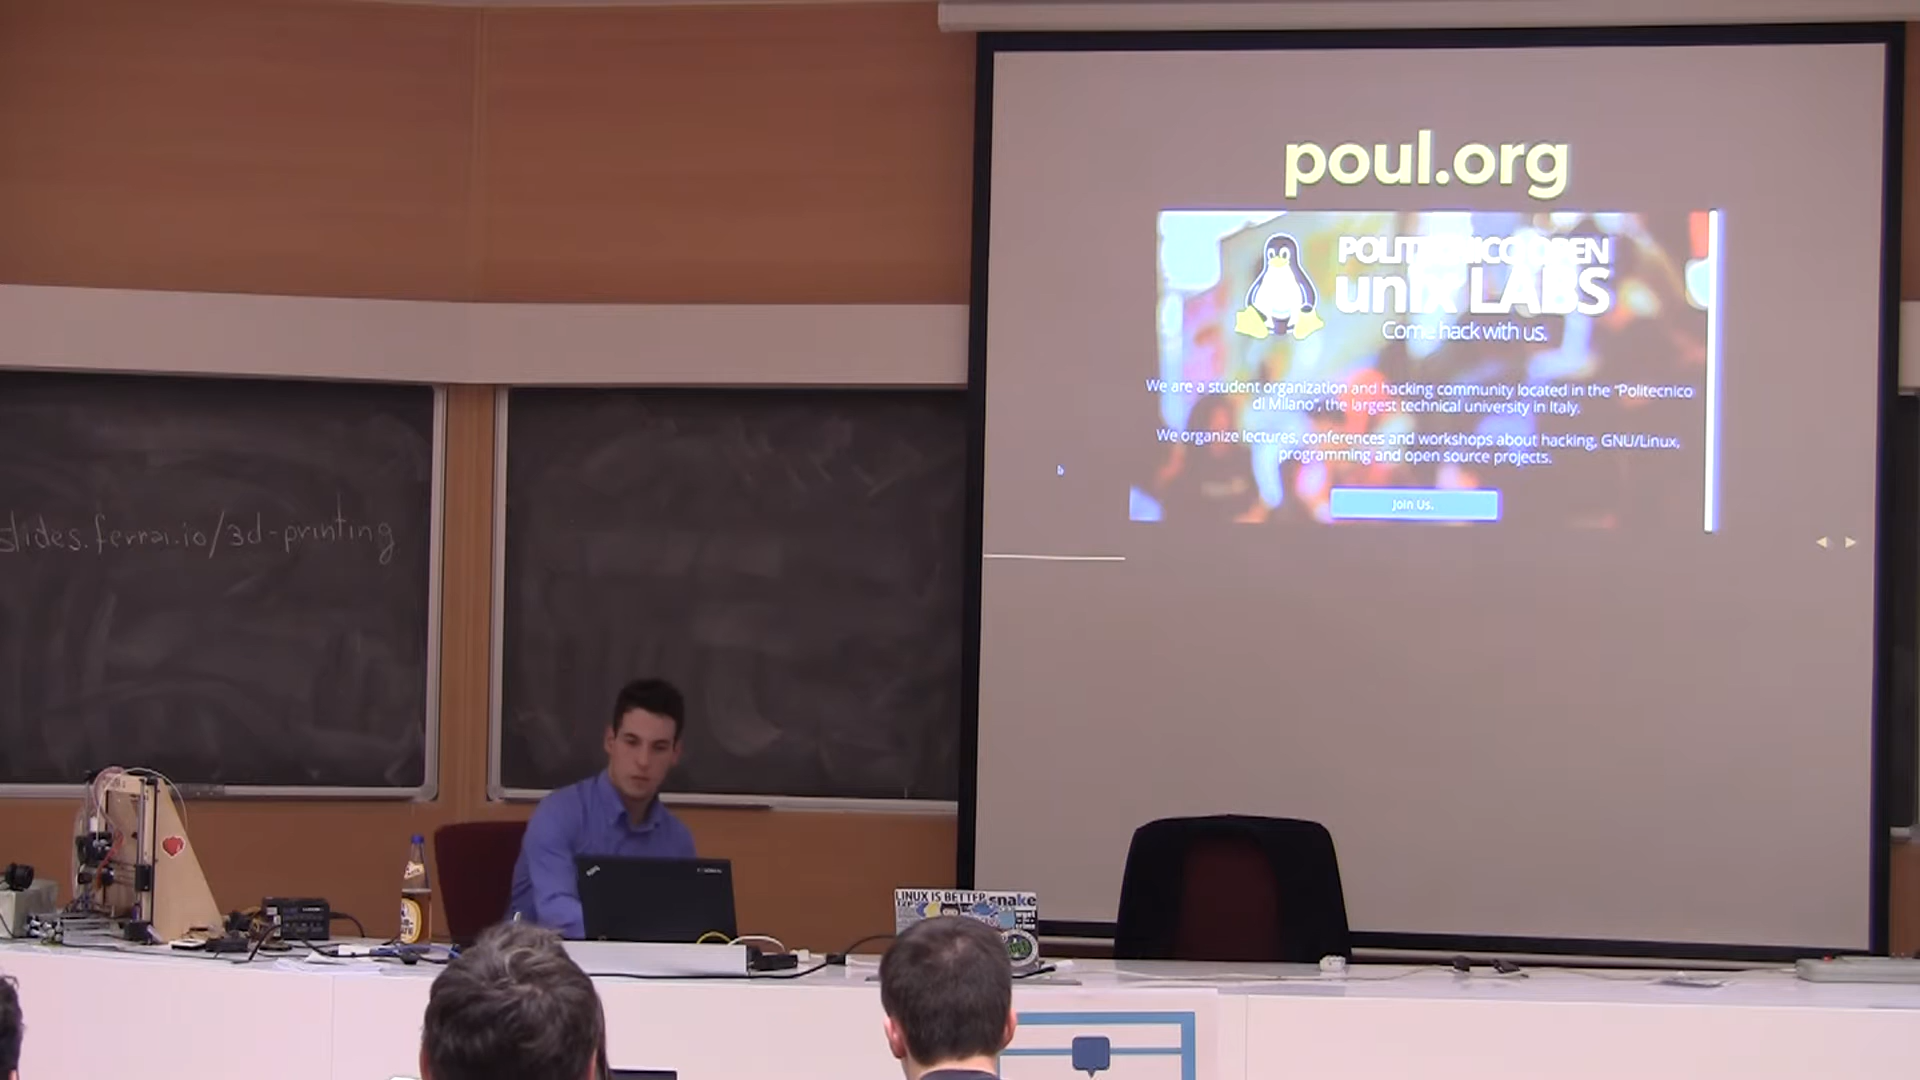 poul.org
POLITECNICO OPEN
unix LABS
Come hack with us.
We are a student organization and hacking community located in the "Politecnico
di Milano", the largest technical university in Italy.
We organize lectures, conferences and workshops about hacking, GNU/Linux,
programming and open source projects.
Join Us.
slides.ferrai.io/3d-printing
LINUX IS BETTER
snake